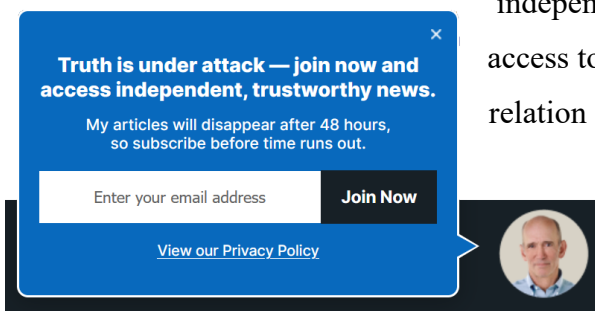 Truth is under attack — join now and
access independent, trustworthy news.
My articles will disappear after 48 hours,
so subscribe before time runs out.
Enter your email address
Join Now
View our Privacy Policy
access to
relation